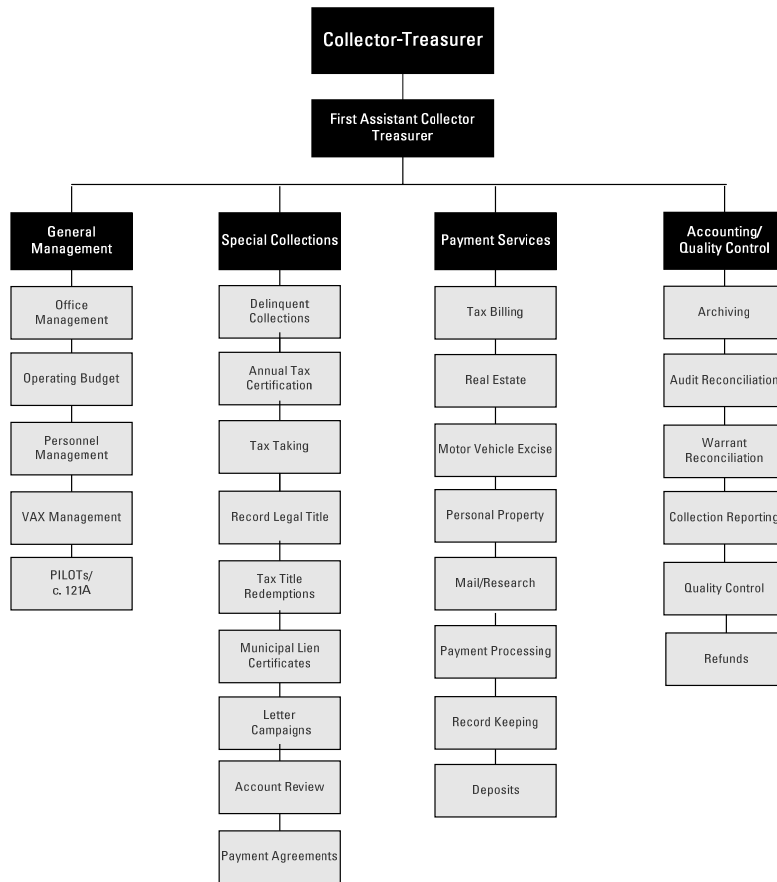 Collector-Treasurer
First Assistant Collector
Treasurer
General
Management
Office
Management
Operating Budget
Personnel
Management
VAX Management
PILOTs/
c. 121A
Special Collections
Delinquent
Collections
Annual Tax
Certification
Tax Taking
Record Legal Title
Tax Title
Redemptions
Municipal Lien
Certificates
Letter
Campaigns
Account Review
Payment Agreements
Payment Services
Tax Billing
Real Estate
Motor Vehicle Excise
Personal Property
Mail/Research
Payment Processing
Record Keeping
Deposits
Accounting/
Quality Control
Archiving
Audit Reconciliation
Warrant
Reconciliation
Collection Reporting
Quality Control
Refunds